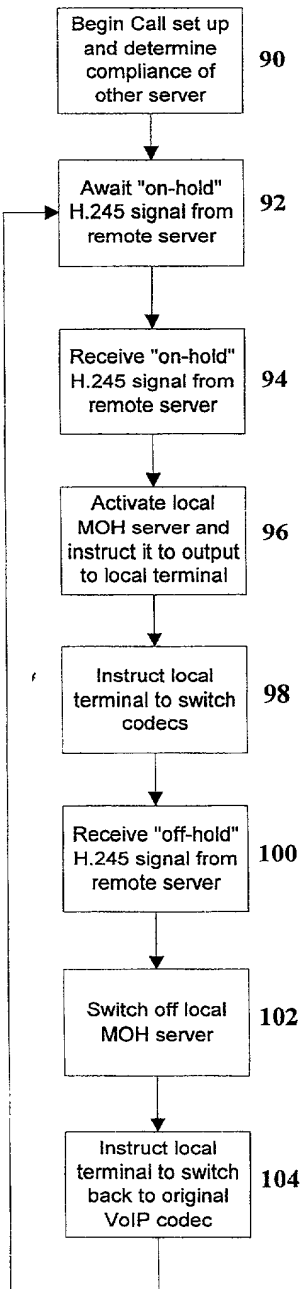 Begin Call set up
and determine
compliance of
other server
90
Await "on-hold"
H.245 signal from
remote server
92
Receive "on-hold"
H.245 signal from
remote server
94
Activate local
MOH server and
instruct it to output
to local terminal
96
Instruct local
terminal to switch
codecs
98
Receive "off-hold"
H.245 signal from
remote server
100
Switch off local
MOH server
102
Instruct local
terminal to switch
back to original
VoIP codec
104